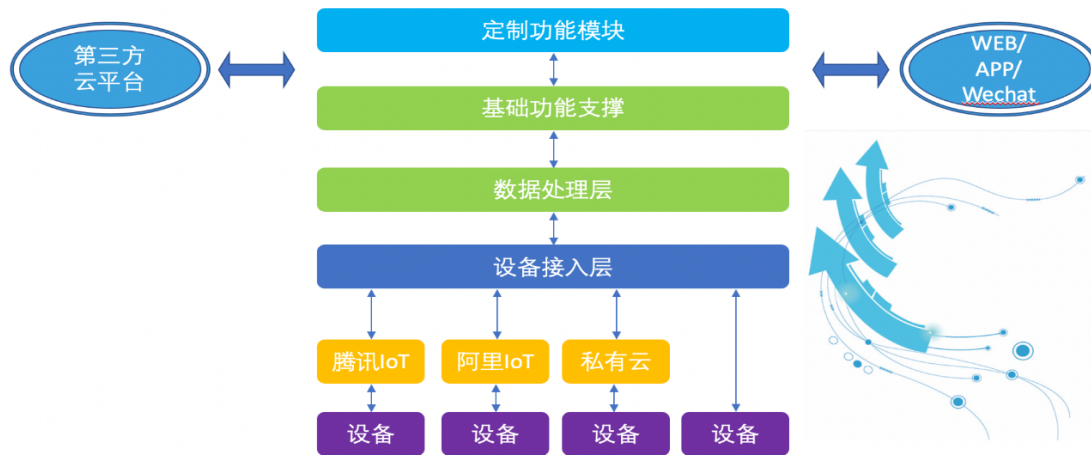 定制功能模块
第三方
云平台
WEB/
APP/
Wechat
基础功能支撑
数据处理层
设备接入层
腾讯IoT
阿里IoT
私有云
设备
设备
设备
设备